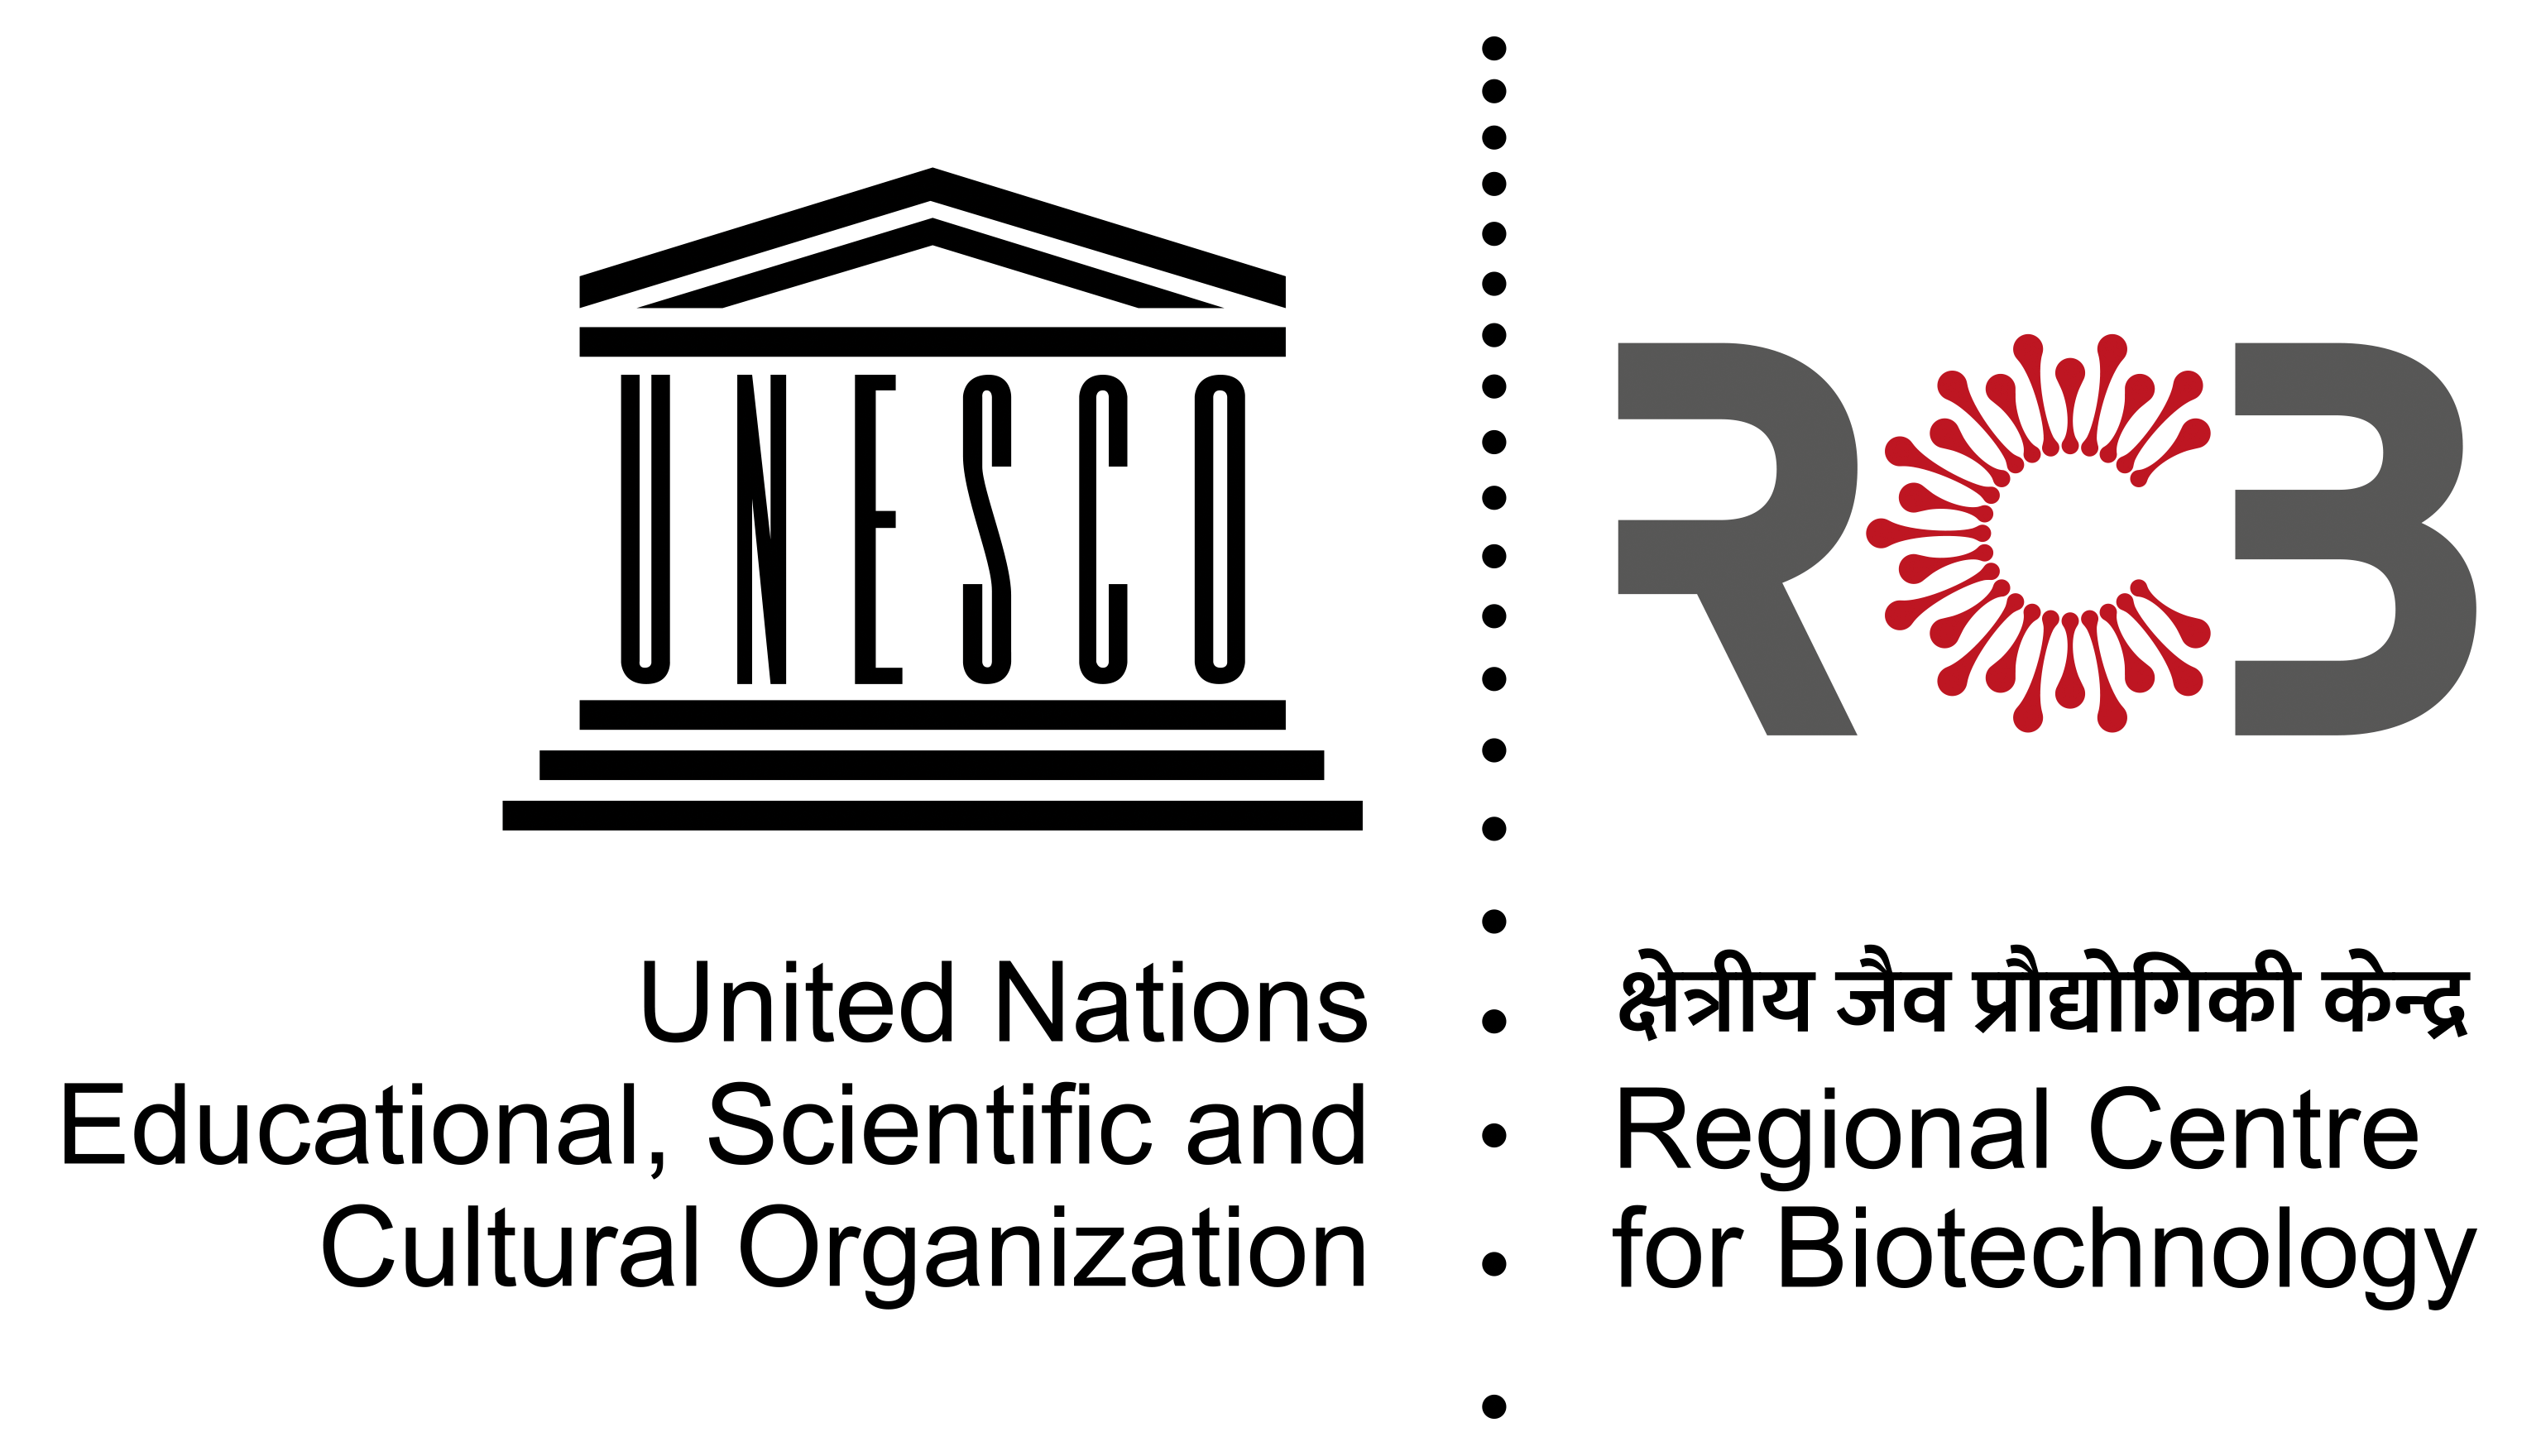 UNESCO
United Nations
Educational, Scientific and
Cultural Organization
RCB
क्षेत्रीय जैव प्रौद्योगिकी केन्द्र
Regional Centre
for Biotechnology